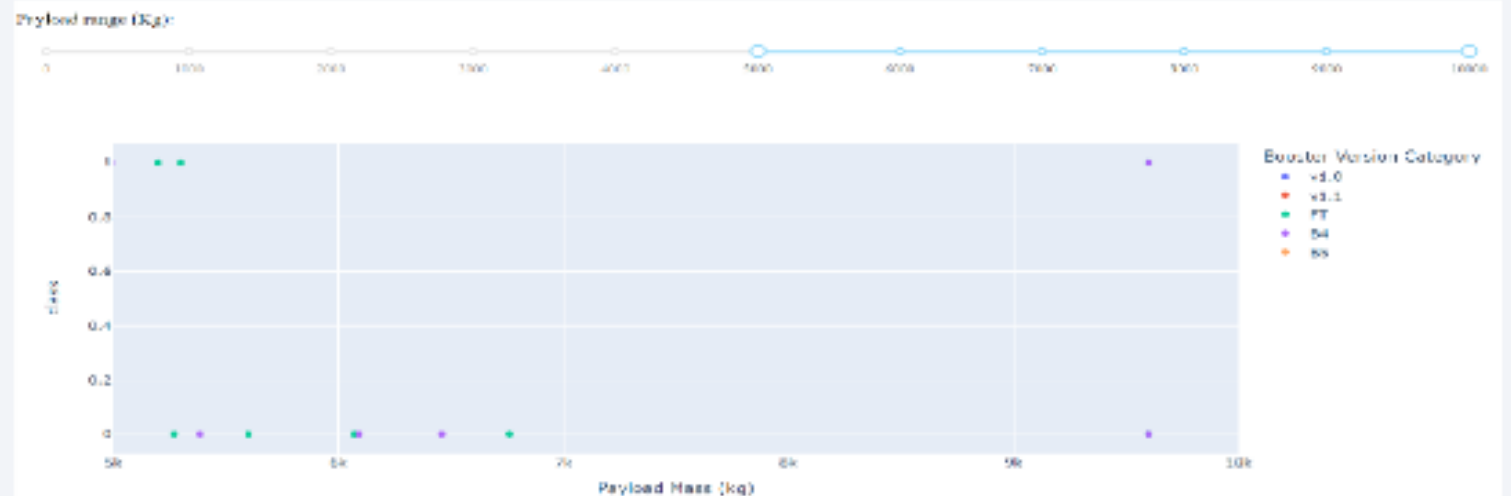 Payload range (Kg):
0 1000 2000 3000 4000 5000 6000 7000 8000 9000 10000
Booster Version Category
v1.0
v1.1
FT
B4
B5
1
0.8
0.6
0.4
0.2
0
class
5k 6k 7k 8k 9k 10k
Payload Mass (kg)